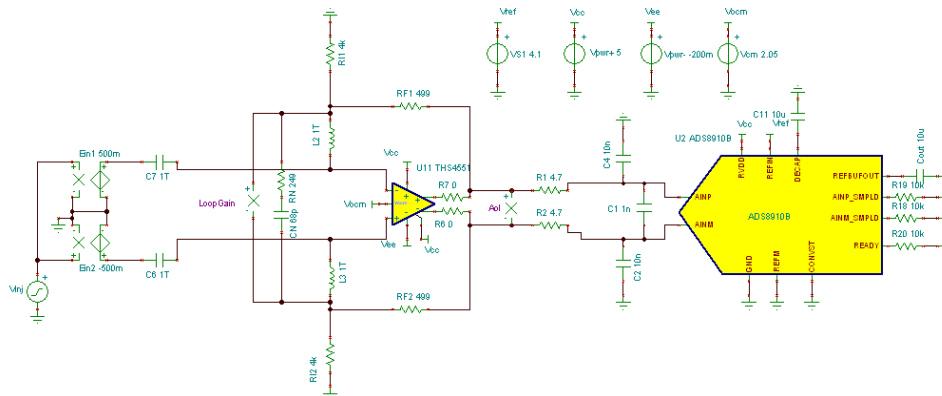 Vref
Vcc
Vee
Vocm
VS1 4.1
Vpwr+ 5
Vpwr- -200m
Vcm 2.05
RI1 4k
RF1 499
L2 1T
C11 10u
C4 10n
Vcc
Vref
U2 ADS8910B
Cout 10u
Ein1 500m
C7 1T
RN 249
Vcc
U11 THS4551
R7 0
R1 4.7
RVDD
REFIN
DECAP
REFBUFOUT
R19 10k
LoopGain
Vocm
Aol
C1 1n
AINP
AINP_SMPLD
R18 10k
CN 68p
R6 0
R2 4.7
AINM
ADS8910B
AINM_SMPLD
R20 10k
Vee
Vcc
READY
Ein2 -500m
C6 1T
L3 1T
C2 10n
GND
REFM
CONVST
VInj
RF2 499
RI2 4k